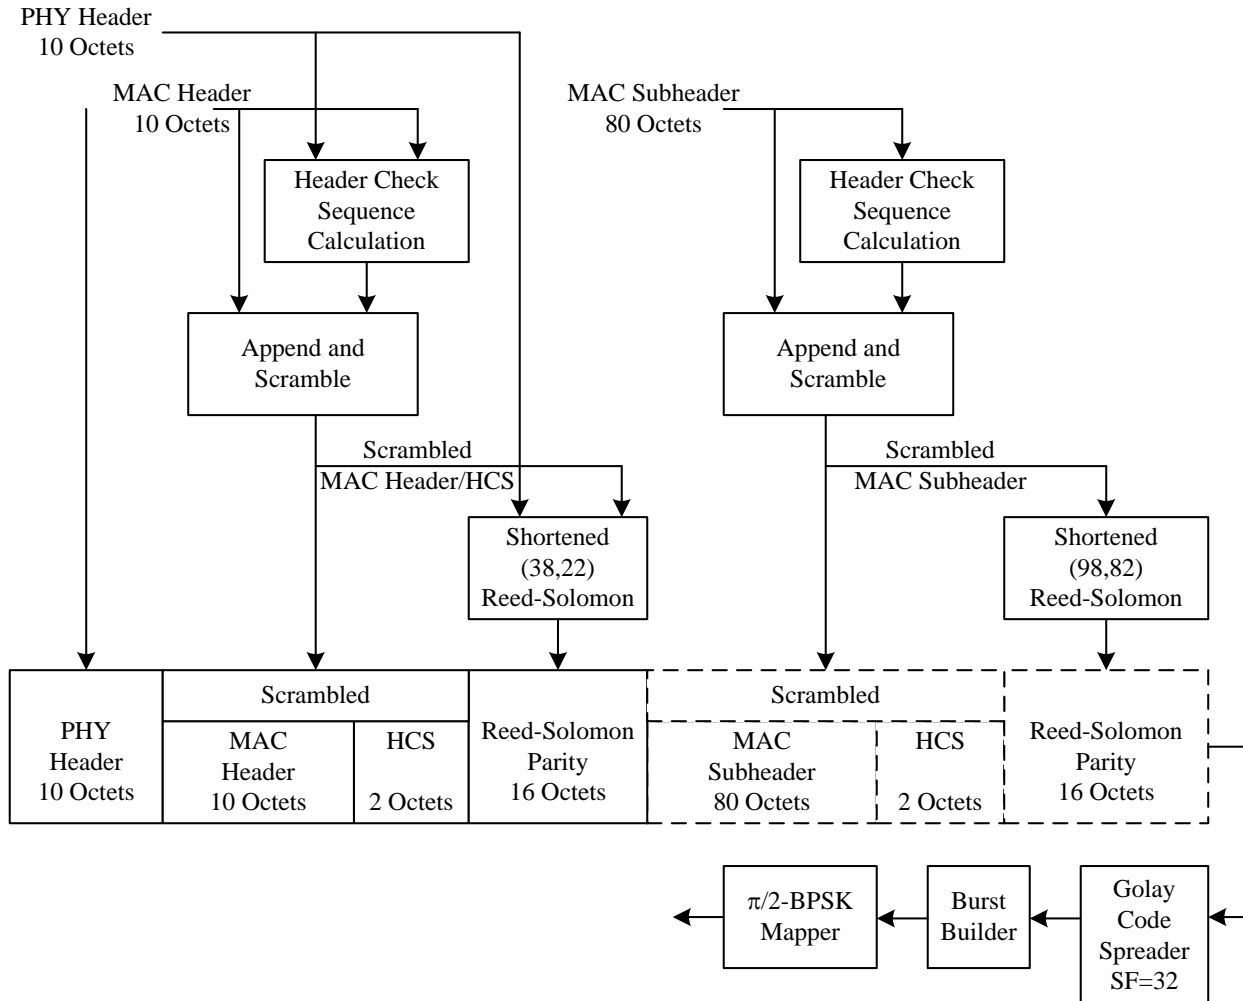 PHY Header
10 Octets
MAC Header
10 Octets
MAC Subheader
80 Octets
Header Check
Sequence
Calculation
Header Check
Sequence
Calculation
Append and
Scramble
Append and
Scramble
Scrambled
MAC Header/HCS
Scrambled
MAC Subheader
Shortened
(38,22)
Reed-Solomon
Shortened
(98,82)
Reed-Solomon
PHY
Header
10 Octets
Scrambled
MAC
Header
10 Octets
HCS
2 Octets
Reed-Solomon
Parity
16 Octets
Scrambled
MAC
Subheader
80 Octets
HCS
2 Octets
Reed-Solomon
Parity
16 Octets
π/2-BPSK
Mapper
Burst
Builder
Golay
Code
Spreader
SF=32